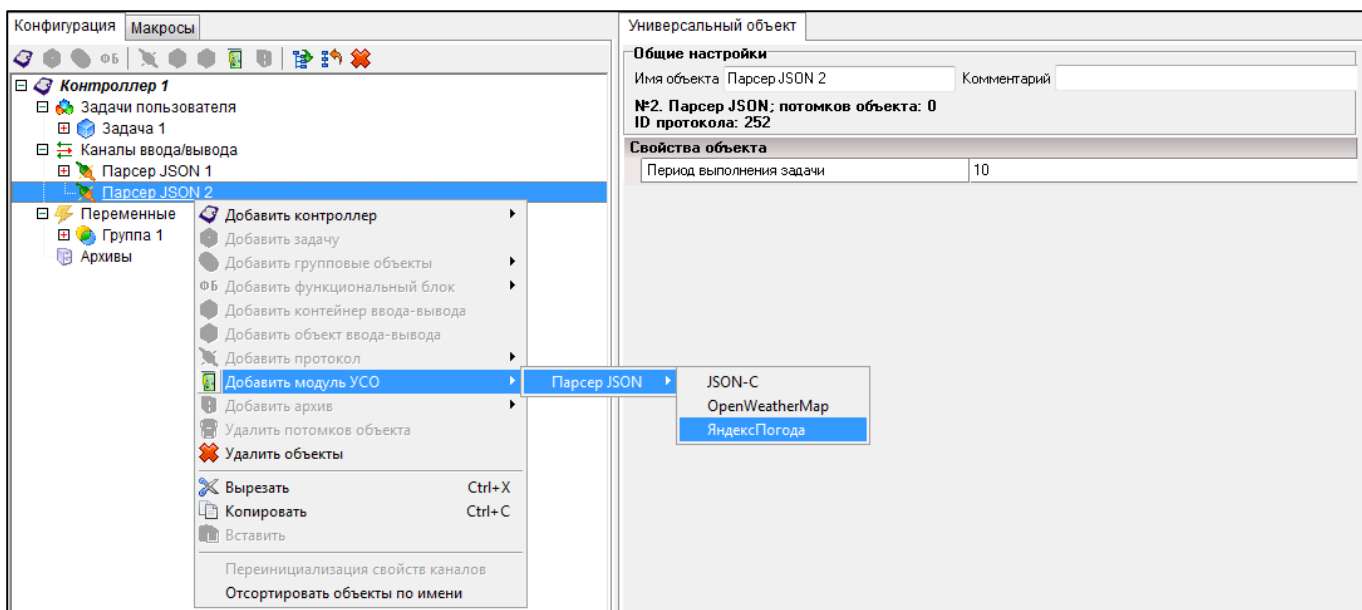 Конфигурация Макросы
ФБ
Контроллер 1
Задачи пользователя
Задача 1
Каналы ввода/вывода
Парсер JSON 1
Парсер JSON 2
Переменные
Группа 1
Архивы
Добавить контроллер
Добавить задачу
Добавить групповые объекты
ФБ Добавить функциональный блок
Добавить контейнер ввода-вывода
Добавить объект ввода-вывода
Добавить протокол
Добавить модуль УСО
Добавить архив
Удалить потомков объекта
Удалить объекты
Вырезать Ctrl+X
Копировать Ctrl+C
Вставить
Переинициализация свойств каналов
Отсортировать объекты по имени
Парсер JSON
JSON-C
OpenWeatherMap
ЯндексПогода
Универсальный объект
Общие настройки
Имя объекта Парсер JSON 2 Комментарий
№2. Парсер JSON; потомков объекта: 0
ID протокола: 252
Свойства объекта
Период выполнения задачи 10